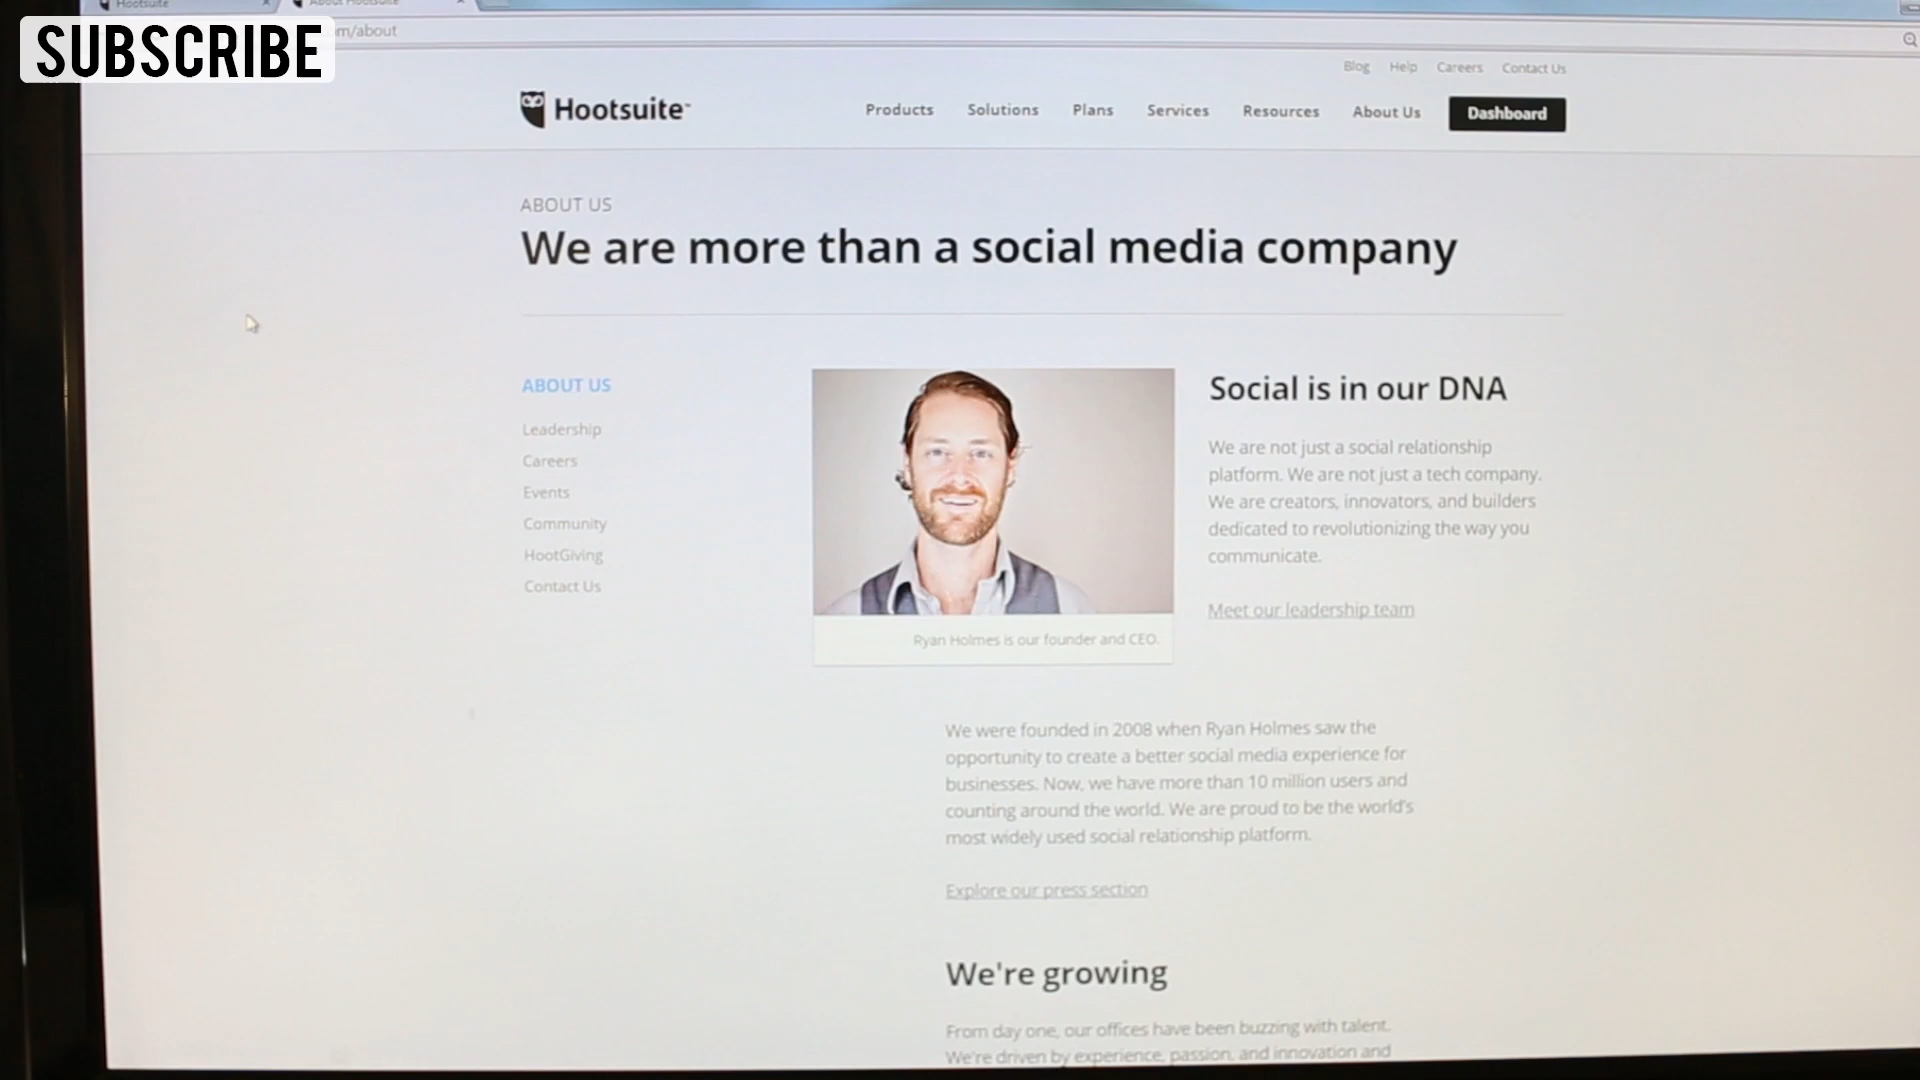 Hootsuite
About Hootsuite
SUBSCRIBE
m/about
Blog Help Careers Contact Us
Hootsuite™
Products Solutions Plans Services Resources About Us Dashboard
ABOUT US
We are more than a social media company
ABOUT US
Leadership
Careers
Events
Community
HootGiving
Contact Us
Ryan Holmes is our founder and CEO.
Social is in our DNA
We are not just a social relationship
platform. We are not just a tech company.
We are creators, innovators, and builders
dedicated to revolutionizing the way you
communicate.
Meet our leadership team
We were founded in 2008 when Ryan Holmes saw the
opportunity to create a better social media experience for
businesses. Now, we have more than 10 million users and
counting around the world. We are proud to be the world's
most widely used social relationship platform.
Explore our press section
We're growing
From day one, our offices have been buzzing with talent.
We're driven by experience, passion, and innovation and